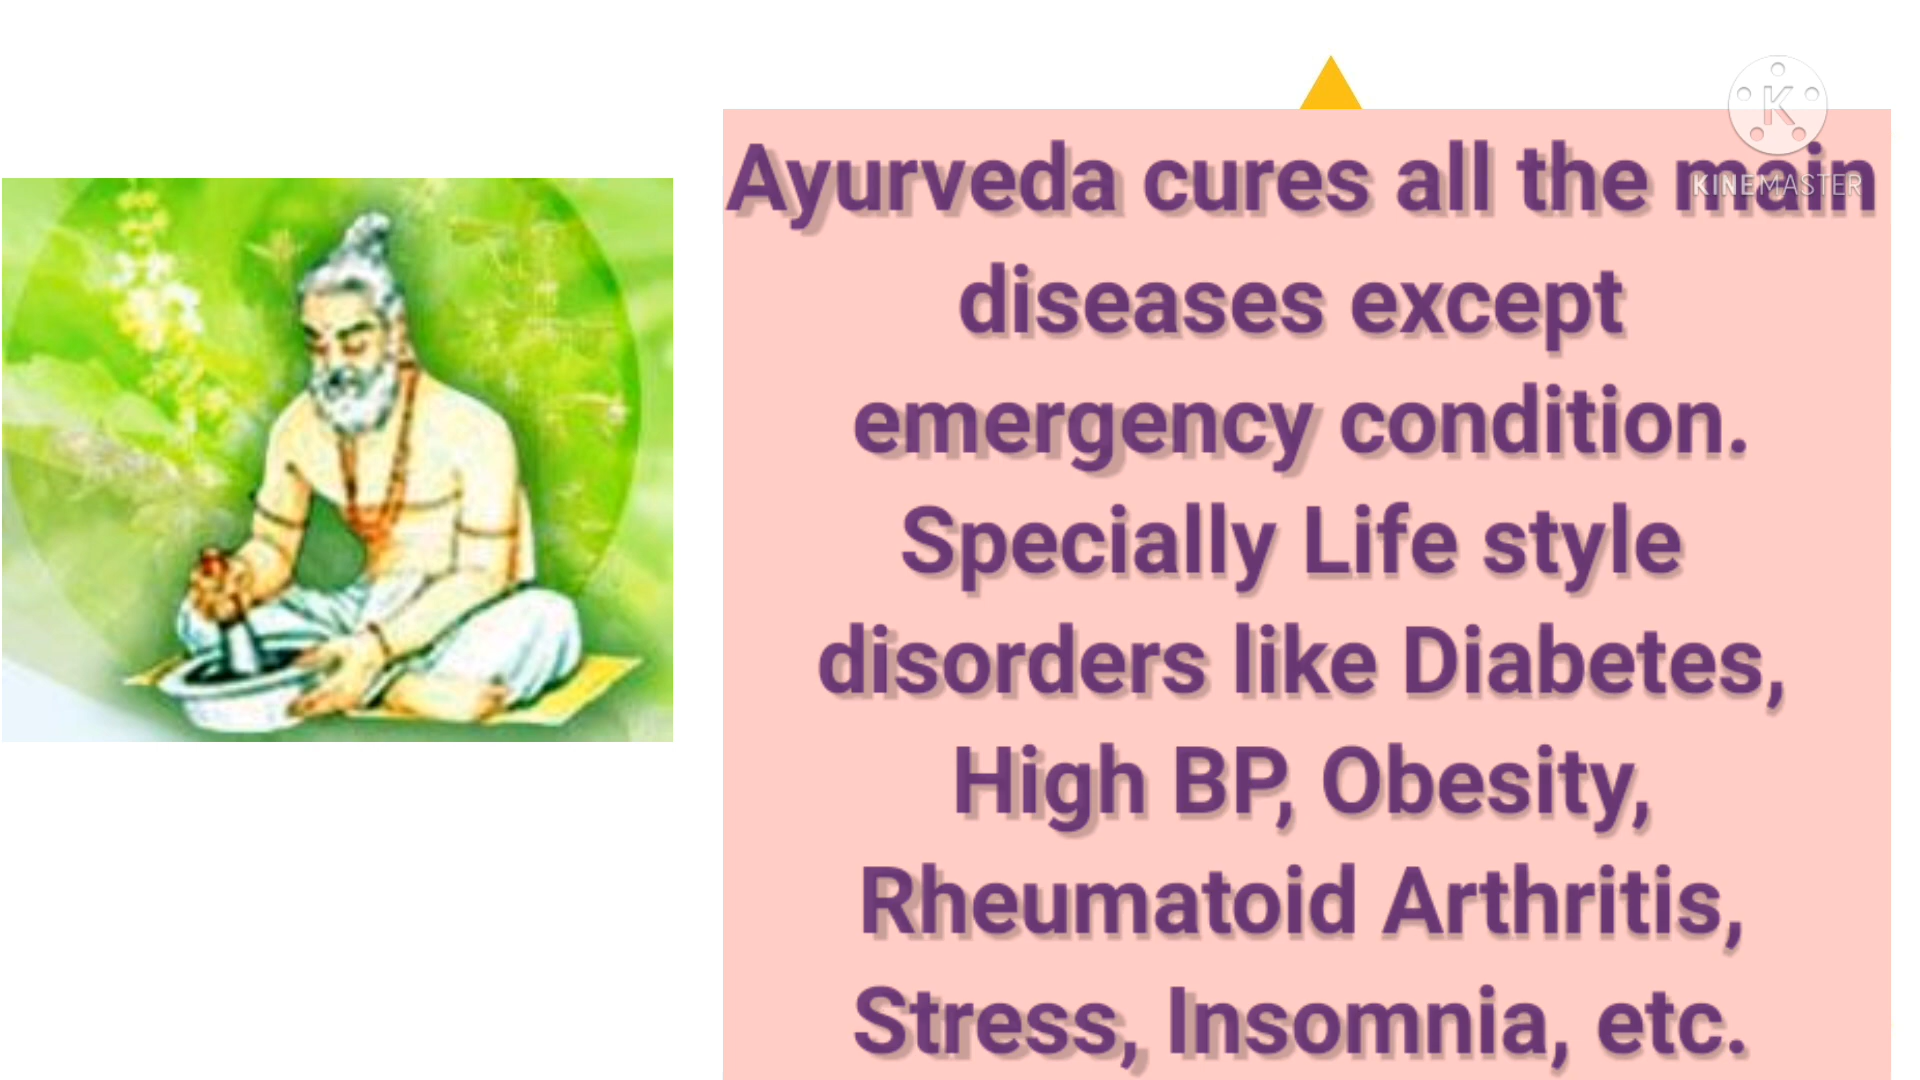 Ayurveda cures all the main
diseases except
emergency condition.
Specially Life style
disorders like Diabetes,
High BP, Obesity,
Rheumatoid Arthritis,
Stress, Insomnia, etc.
K
KINEMASTER